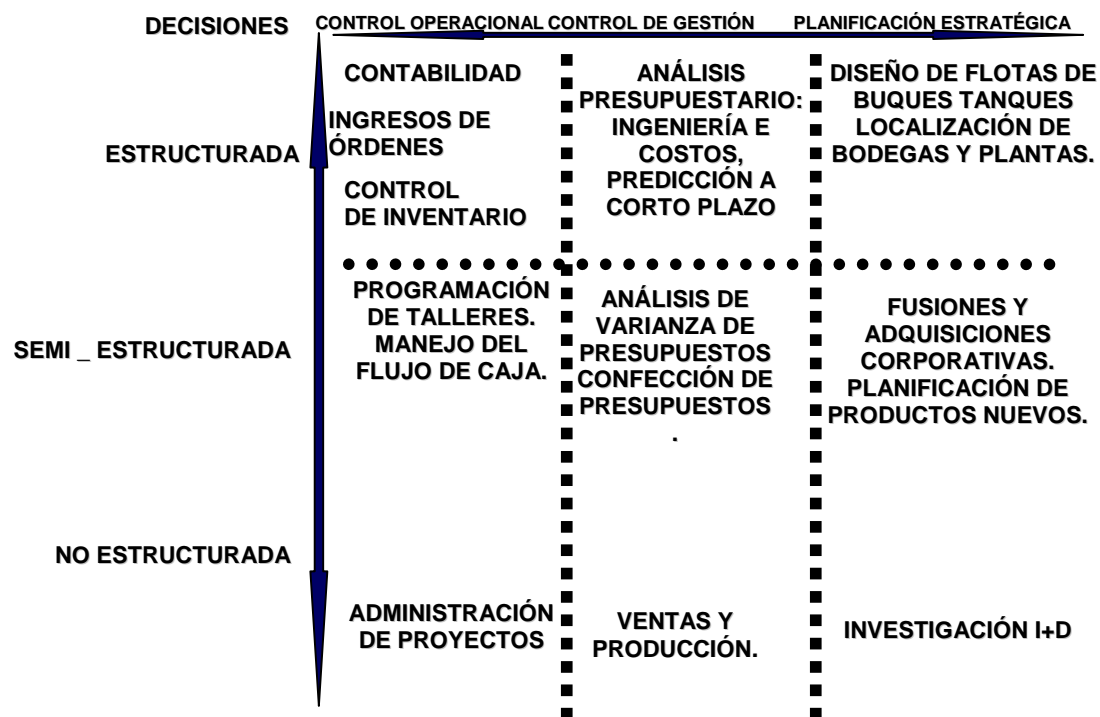 DECISIONES
CONTROL OPERACIONAL CONTROL DE GESTIÓN PLANIFICACIÓN ESTRATÉGICA
ESTRUCTURADA
CONTABILIDAD
INGRESOS DE
ÓRDENES
CONTROL
DE INVENTARIO
ANÁLISIS
PRESUPUESTARIO:
INGENIERÍA E
COSTOS,
PREDICCIÓN A
CORTO PLAZO
DISEÑO DE FLOTAS DE
BUQUES TANQUES
LOCALIZACIÓN DE
BODEGAS Y PLANTAS.
SEMI _ ESTRUCTURADA
PROGRAMACIÓN
DE TALLERES.
MANEJO DEL
FLUJO DE CAJA.
ANÁLISIS DE
VARIANZA DE
PRESUPUESTOS
CONFECCIÓN DE
PRESUPUESTOS
.
FUSIONES Y
ADQUISICIONES
CORPORATIVAS.
PLANIFICACIÓN DE
PRODUCTOS NUEVOS.
NO ESTRUCTURADA
ADMINISTRACIÓN
DE PROYECTOS
VENTAS Y
PRODUCCIÓN.
INVESTIGACIÓN I+D